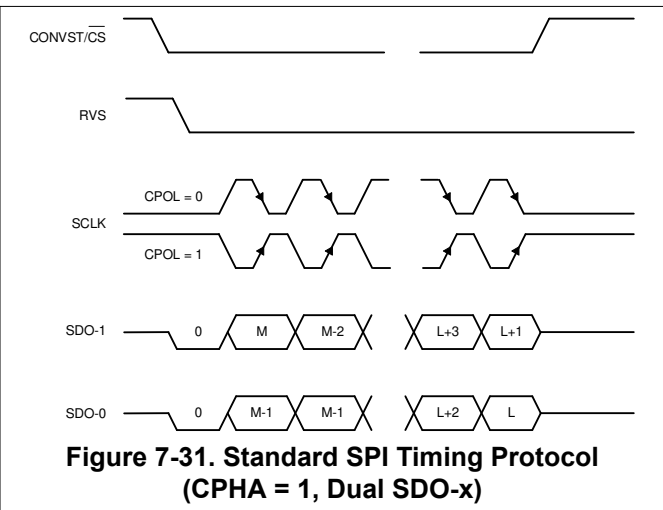 CONVST/CS
RVS
CPOL = 0
SCLK
CPOL = 1
SDO-1 0 M M-2 L+3 L+1
SDO-0 0 M-1 M-1 L+2 L
Figure 7-31. Standard SPI Timing Protocol
(CPHA = 1, Dual SDO-x)